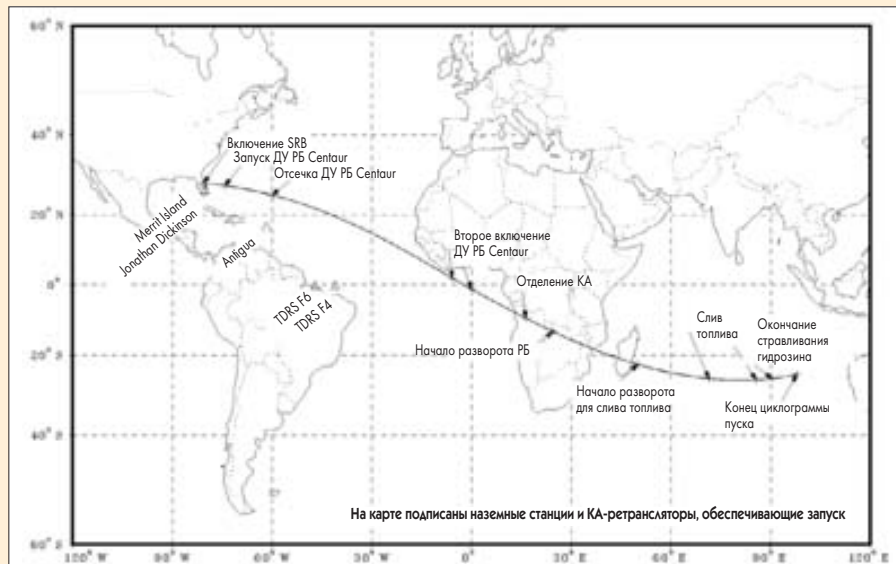 60° N
40° N
20° N
0°
20° S
40° S
60° S
Включение SRB
Запуск ДУ РБ Centaur
Отсечка ДУ РБ Centaur
Merrit Island
Jonathan Dickinson
Antigua
TDRS F6
TDRS F4
Второе включение
ДУ РБ Centaur
Отделение КА
Начало разворота РБ
Начало разворота
для слива топлива
Слив
топлива
Окончание
стравливания
гидрозина
Конец циклограммы
пуска
На карте подписаны наземные станции и КА-ретрансляторы, обеспечивающие запуск
120° W 90° W 60° W 30° W 0° 30° E 60° E 90° E 120° E